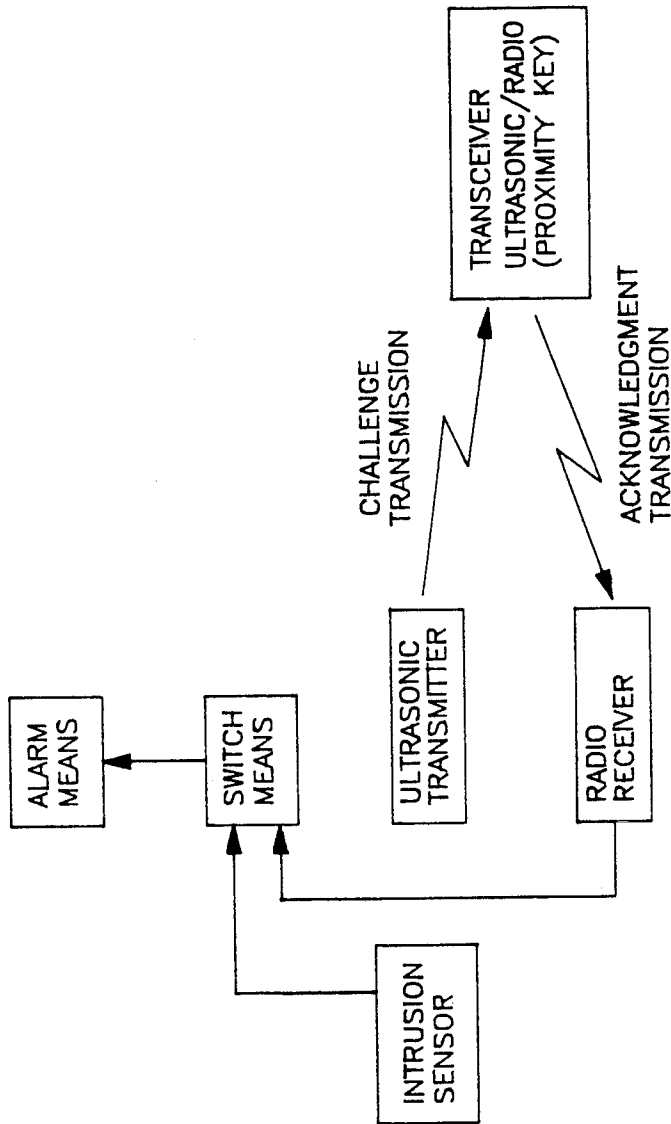 ALARM
MEANS
SWITCH
MEANS
INTRUSION
SENSOR
ULTRASONIC
TRANSMITTER
RADIO
RECEIVER
CHALLENGE
TRANSMISSION
ACKNOWLEDGMENT
TRANSMISSION
TRANSCEIVER
ULTRASONIC/RADIO
(PROXIMITY KEY)